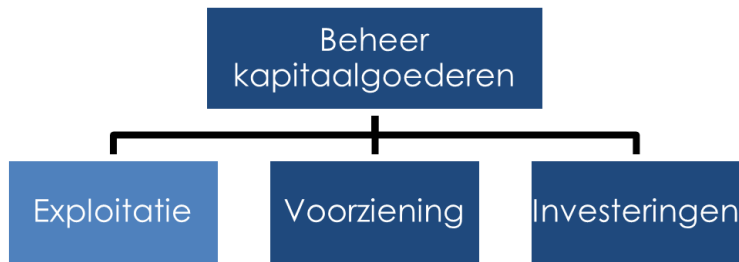 Beheer
kapitaalgoederen
Exploitatie
Voorziening
Investeringen